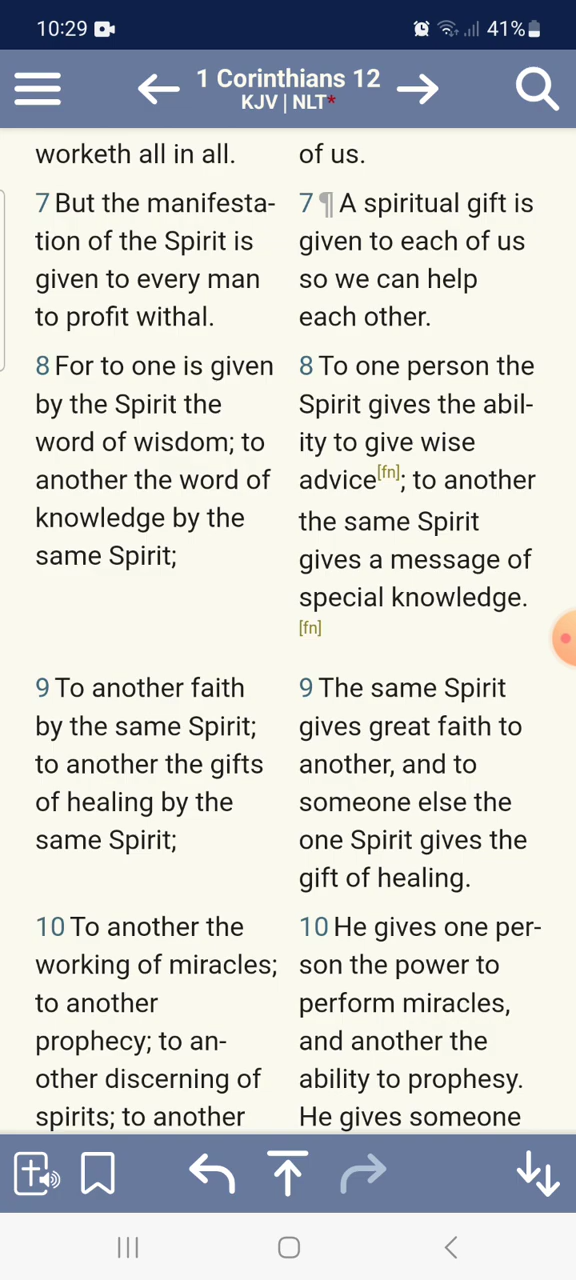 10:29
41%
1 Corinthians 12
KJV | NLT*
worketh all in all.
7 But the manifesta-
tion of the Spirit is
given to every man
to profit withal.
8 For to one is given
by the Spirit the
word of wisdom; to
another the word of
knowledge by the
same Spirit;
9 To another faith
by the same Spirit;
to another the gifts
of healing by the
same Spirit;
10 To another the
working of miracles;
to another
prophecy; to an-
other discerning of
spirits; to another
of us.
7 ¶ A spiritual gift is
given to each of us
so we can help
each other.
8 To one person the
Spirit gives the abil-
ity to give wise
advice[fn]; to another
the same Spirit
gives a message of
special knowledge.
[fn]
9 The same Spirit
gives great faith to
another, and to
someone else the
one Spirit gives the
gift of healing.
10 He gives one per-
son the power to
perform miracles,
and another the
ability to prophesy.
He gives someone